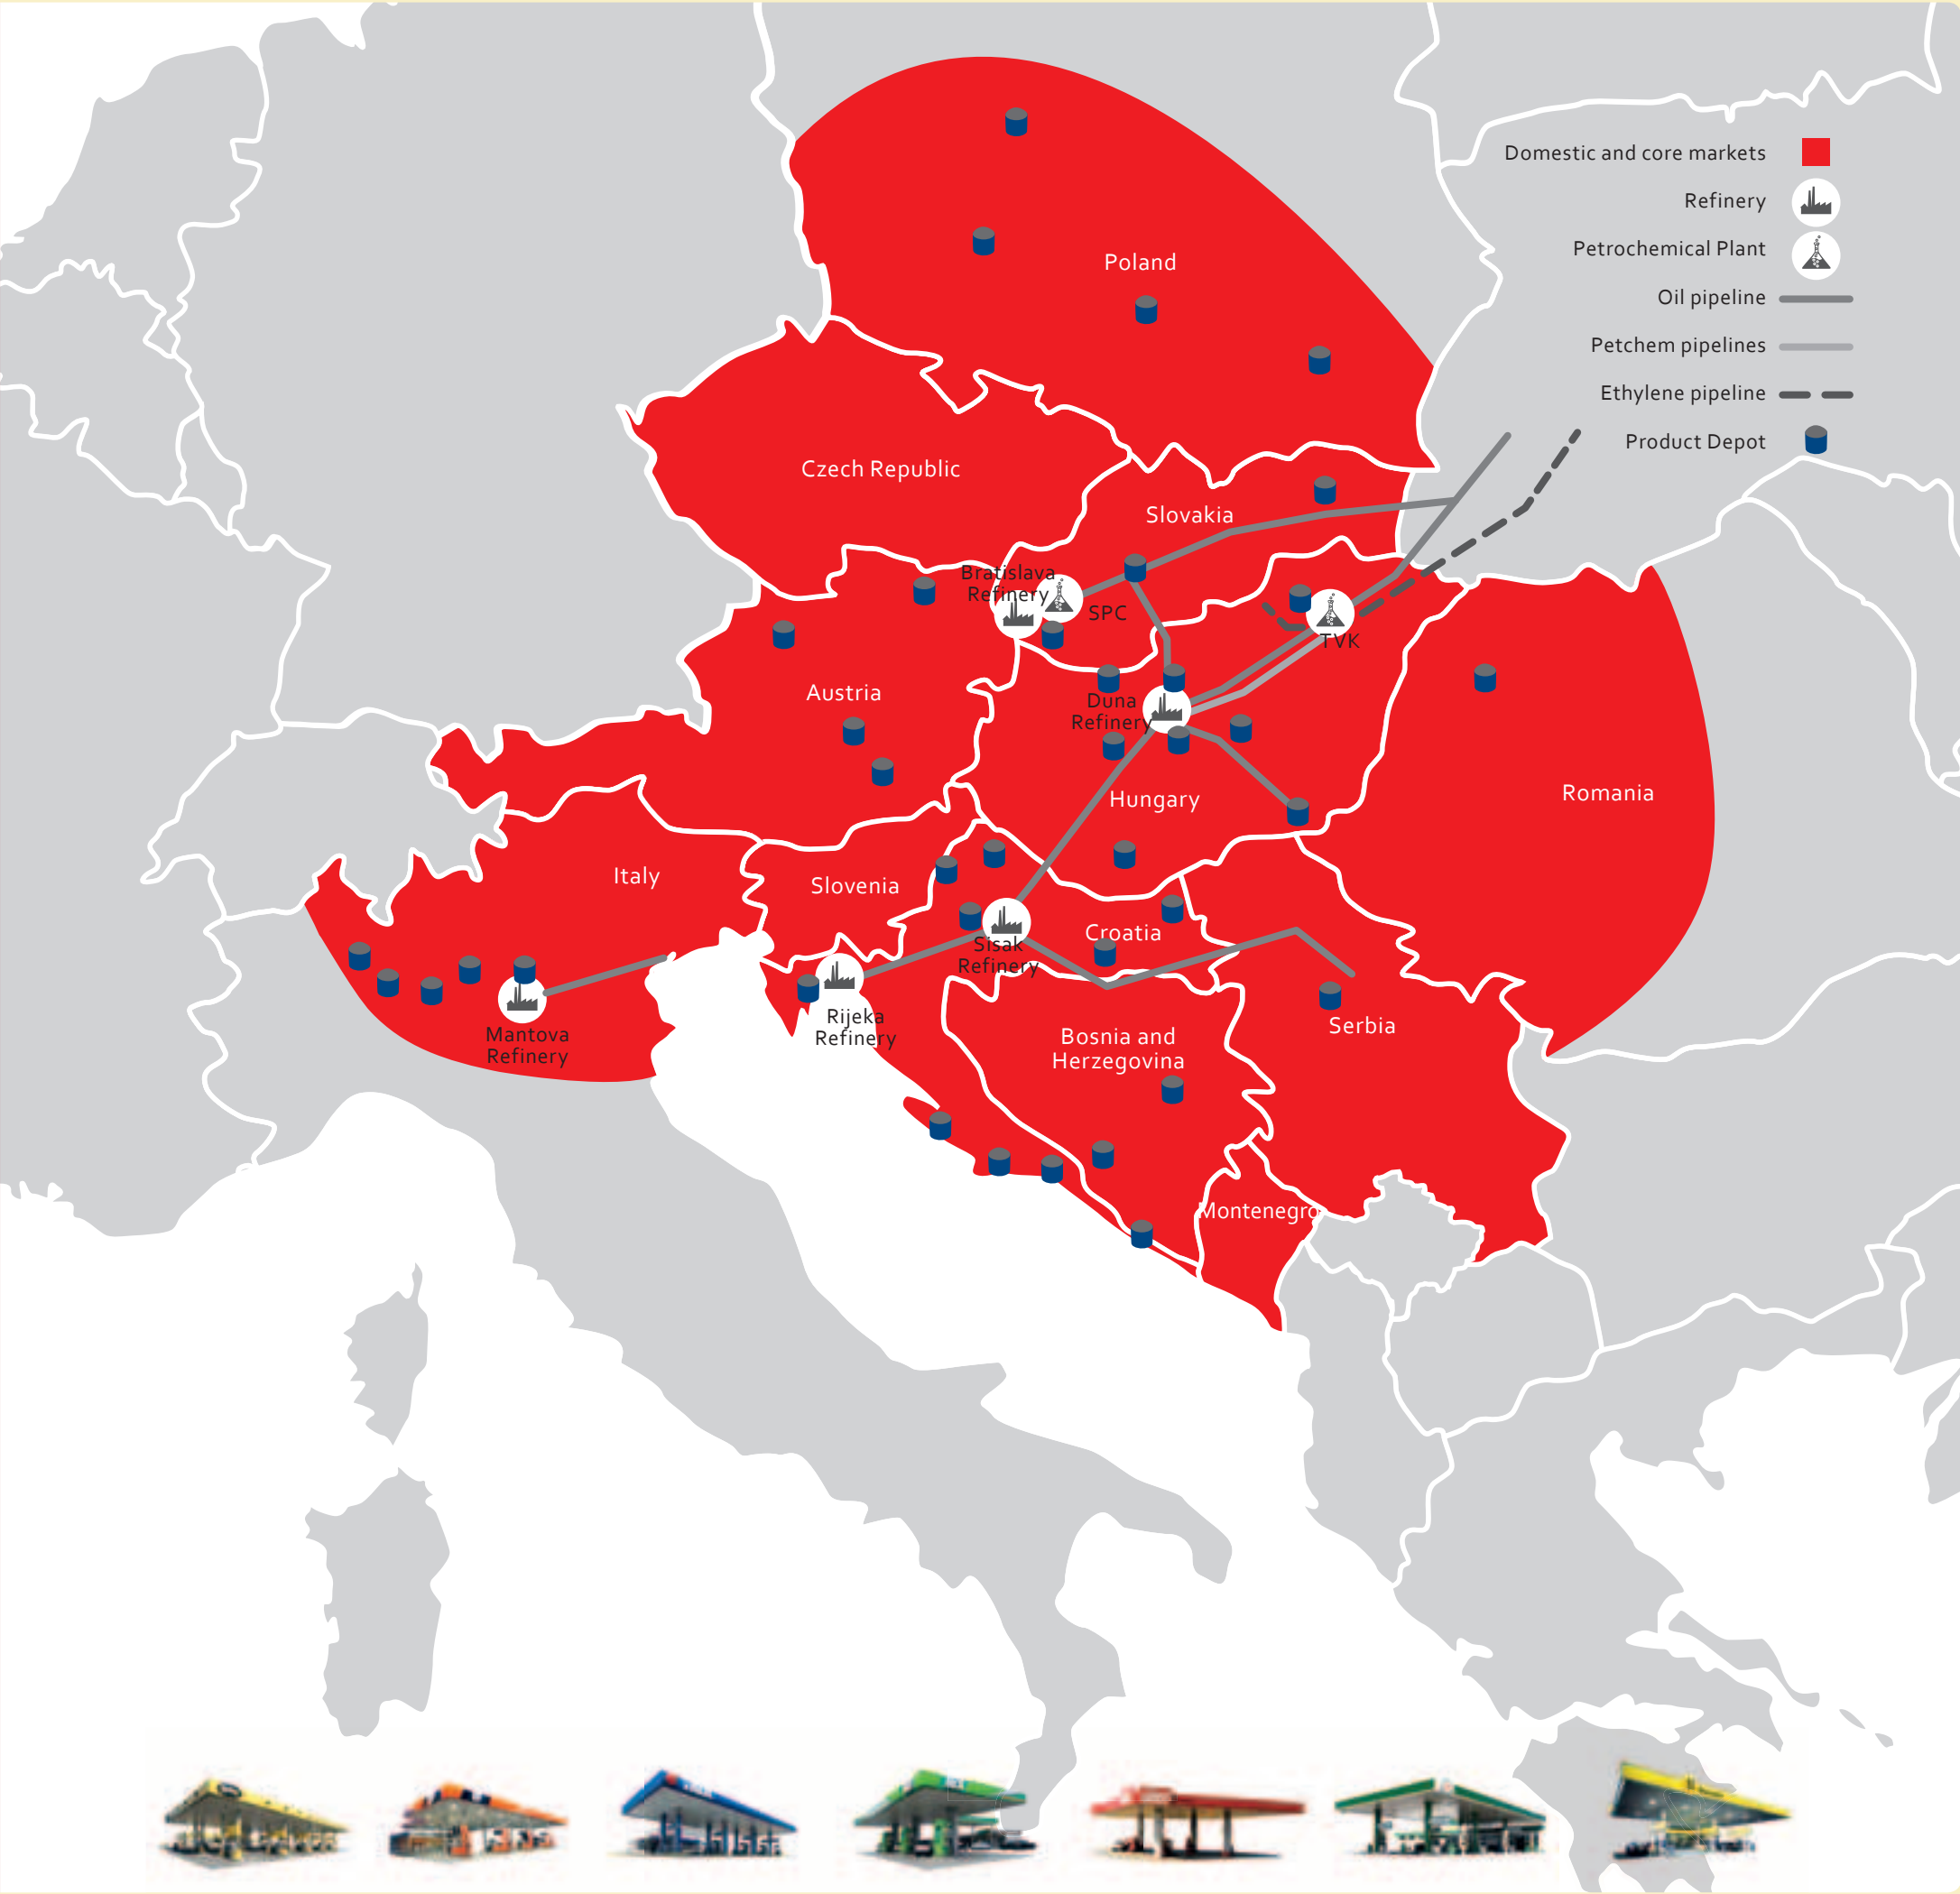 Domestic and core markets
Refinery
Petrochemical Plant
Oil pipeline
Petchem pipelines
Ethylene pipeline
Product Depot
Poland
Czech Republic
Slovakia
Bratislava
Refinery
SPC
TVK
Austria
Duna
Refinery
Hungary
Romania
Italy
Slovenia
Croatia
Sisak
Refinery
Mantova
Refinery
Rijeka
Refinery
Serbia
Bosnia and
Herzegovina
Montenegro